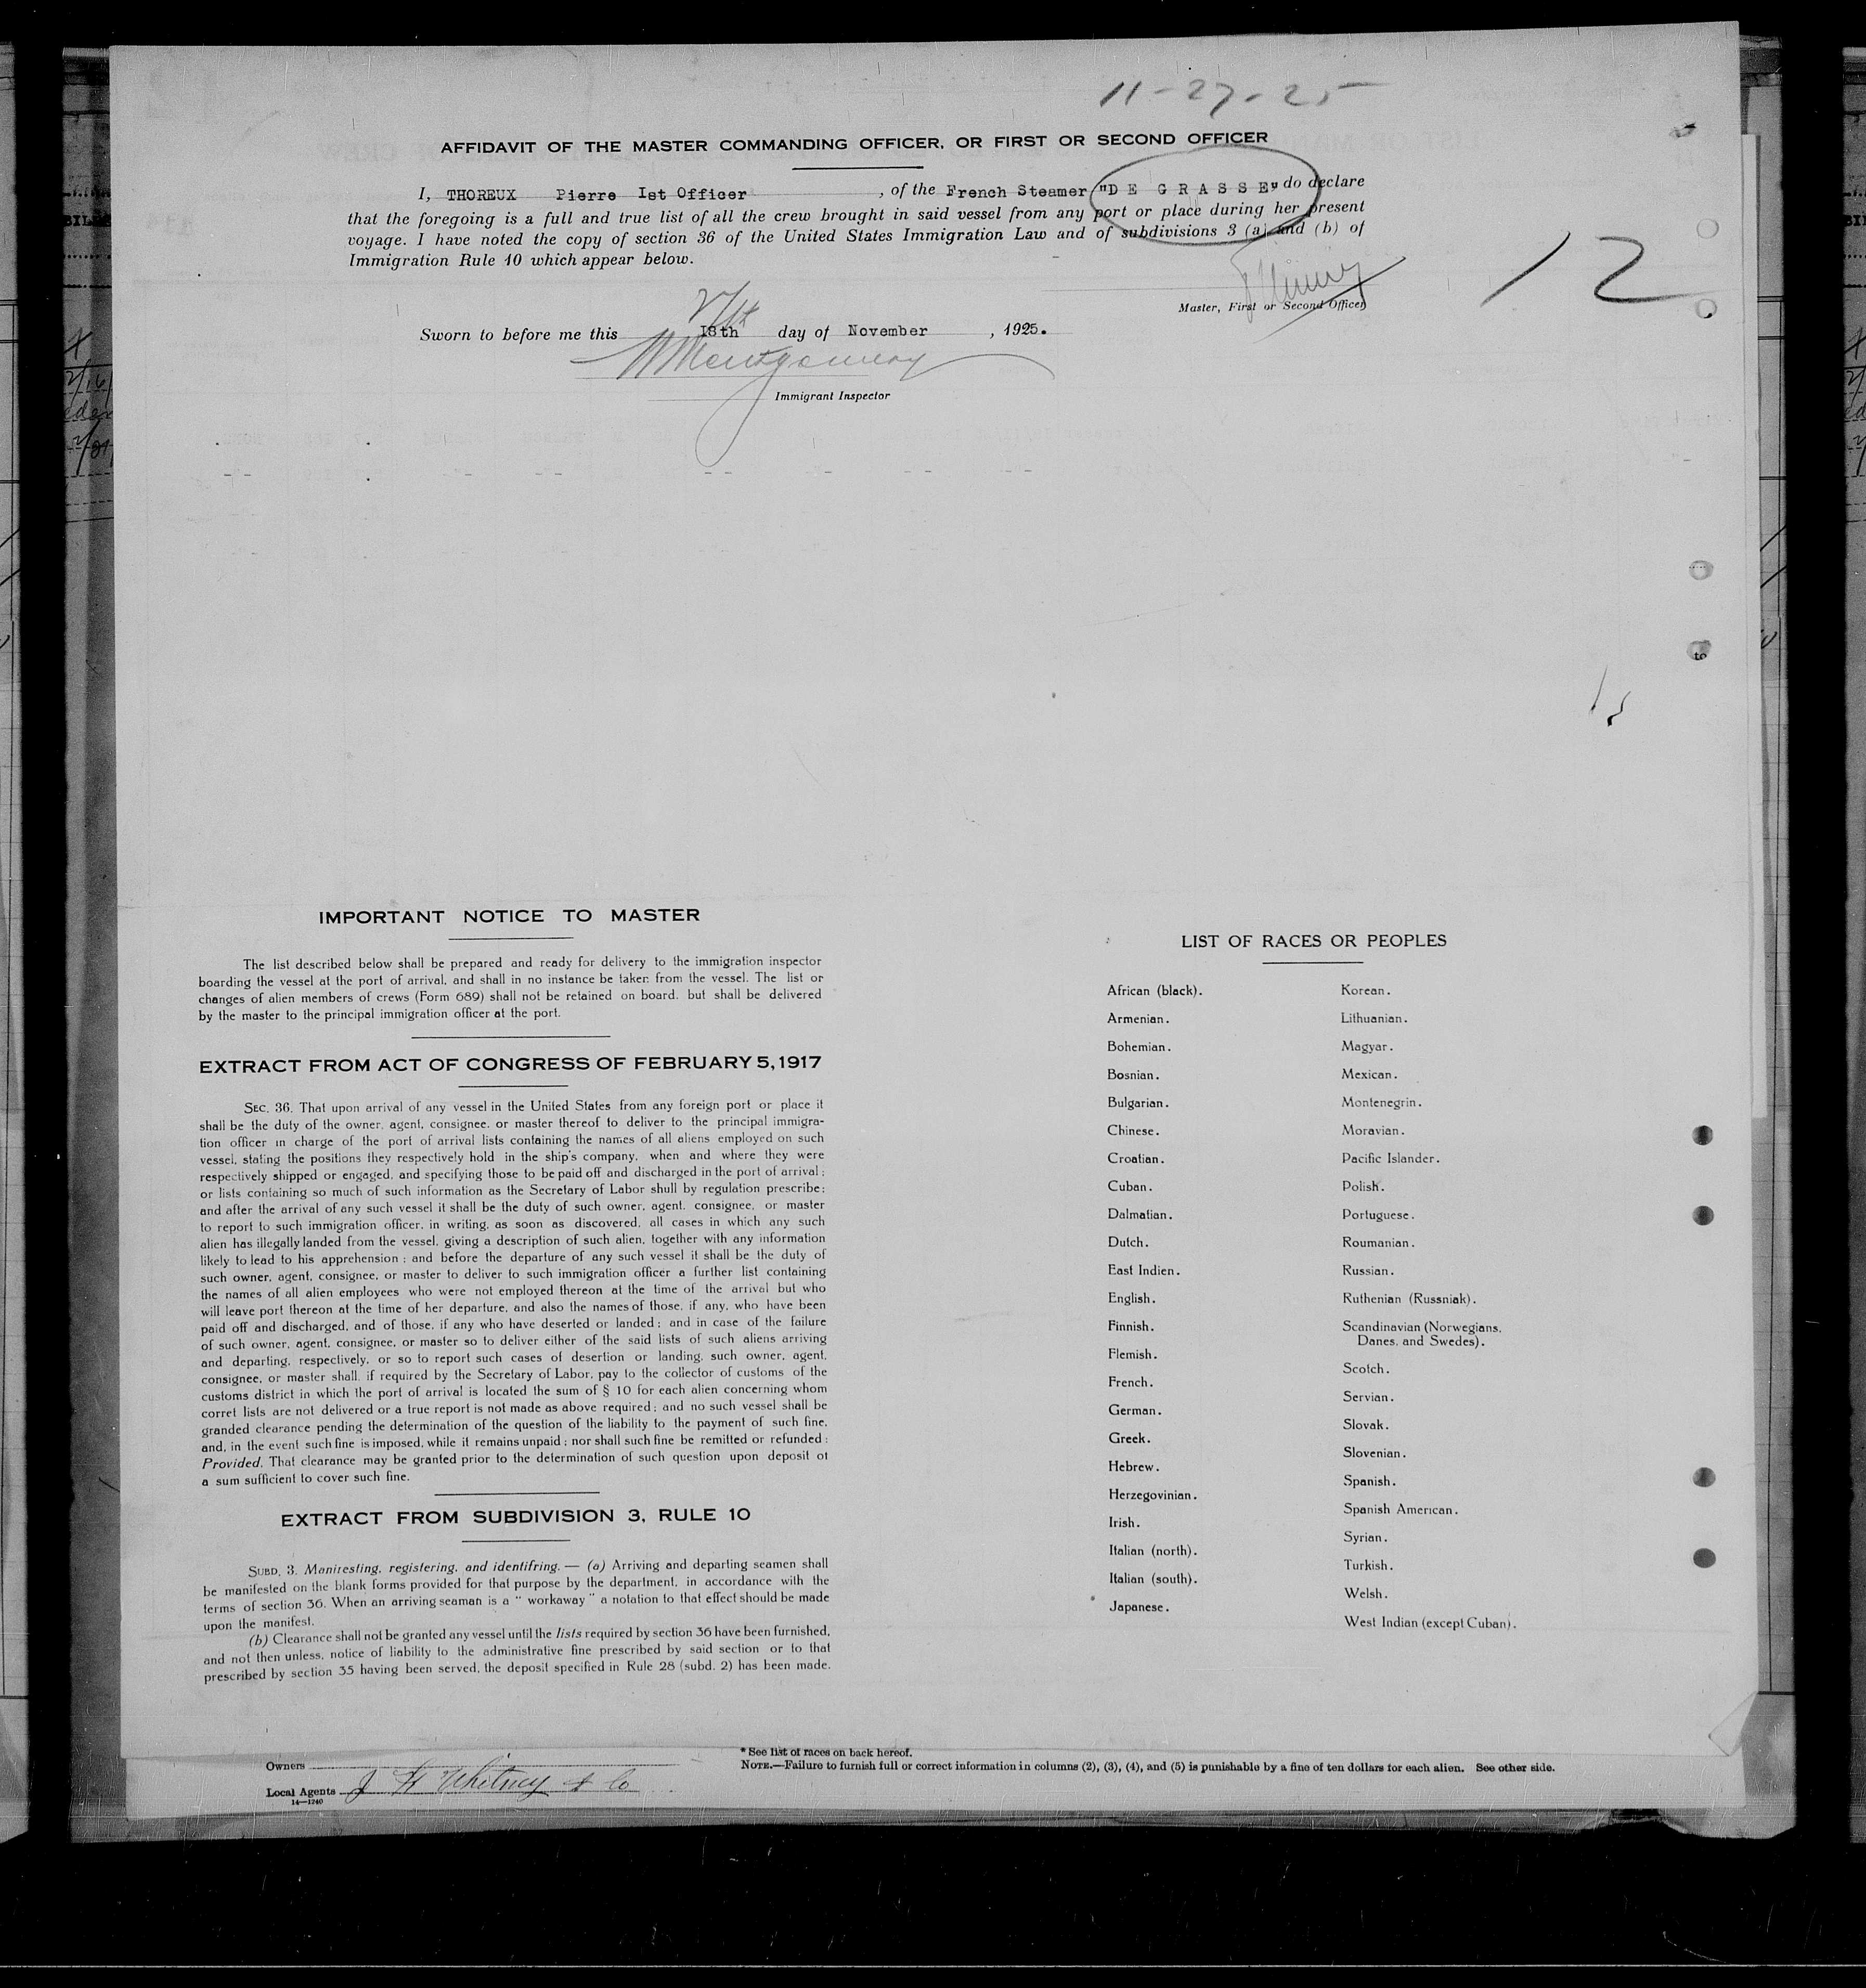 11-27-25
AFFIDAVIT OF THE MASTER COMMANDING OFFICER, OR FIRST OR SECOND OFFICER
I, THOREUX Pierre Ist Officer, of the French Steamer "D E G R A S S E" do declare
that the foregoing is a full and true list of all the crew brought in said vessel from any port or place during her present
voyage. I have noted the copy of section 36 of the United States Immigration Law and of subdivisions 3 (a) and (b) of
Immigration Rule 10 which appear below.
12
Master, First or Second Officer
27th
Sworn to before me this I8th day of November, 1925.
Montgomery
Immigrant Inspector
to
IMPORTANT NOTICE TO MASTER
The list described below shall be prepared and ready for delivery to the immigration inspector
boarding the vessel at the port of arrival, and shall in no instance be taken from the vessel. The list or
changes of alien members of crews (Form 689) shall not be retained on board, but shall be delivered
by the master to the principal immigration officer at the port.
EXTRACT FROM ACT OF CONGRESS OF FEBRUARY 5, 1917
SEC. 36. That upon arrival of any vessel in the United States from any foreign port or place it
shall be the duty of the owner, agent, consignee, or master thereof to deliver to the principal immigra-
tion officer in charge of the port of arrival lists containing the names of all aliens employed on such
vessel, stating the positions they respectively hold in the ship's company, when and where they were
respectively shipped or engaged, and specifying those to be paid off and discharged in the port of arrival;
or lists containing so much of such information as the Secretary of Labor shull by regulation prescribe;
and after the arrival of any such vessel it shall be the duty of such owner, agent, consignee, or master
to report to such immigration officer, in writing, as soon as discovered, all cases in which any such
alien has illegally landed from the vessel, giving a description of such alien, together with any information
likely to lead to his apprehension; and before the departure of any such vessel it shall be the duty of
such owner, agent, consignee, or master to deliver to such immigration officer a further list containing
the names of all alien employees who were not employed thereon at the time of the arrival but who
will leave port thereon at the time of her departure, and also the names of those, if any, who have been
paid off and discharged, and of those, if any who have deserted or landed; and in case of the failure
of such owner, agent, consignee, or master so to deliver either of the said lists of such aliens arriving
and departing, respectively, or so to report such cases of desertion or landing, such owner, agent,
consignee, or master shall, if required by the Secretary of Labor, pay to the collector of customs of the
customs district in which the port of arrival is located the sum of § 10 for each alien concerning whom
corret lists are not delivered or a true report is not made as above required; and no such vessel shall be
granded clearance pending the determination of the question of the liability to the payment of such fine,
and, in the event such fine is imposed, while it remains unpaid; nor shall such fine be remitted or refunded:
Provided, That clearance may be granted prior to the determination of such question upon deposit of
a sum sufficient to cover such fine.
EXTRACT FROM SUBDIVISION 3, RULE 10
SUBD. 3. Maniresting, registering, and identifring. — (a) Arriving and departing seamen shall
be manifested on the blank forms provided for that purpose by the department, in accordance with the
terms of section 36. When an arriving seaman is a " workaway " a notation to that effect should be made
upon the manifest.
(b) Clearance shall not be granted any vessel until the lists required by section 36 have been furnished,
and not then unless, notice of liability to the administrative fine prescribed by said section or to that
prescribed by section 35 having been served, the deposit specified in Rule 28 (subd. 2) has been made.
LIST OF RACES OR PEOPLES
African (black).
Armenian.
Bohemian.
Bosnian.
Bulgarian.
Chinese.
Croatian.
Cuban.
Dalmatian.
Dutch.
East Indien.
English.
Finnish.
Flemish.
French.
German.
Greek.
Hebrew.
Herzegovinian.
Irish.
Italian (north).
Italian (south).
Japanese.
Korean.
Lithuanian.
Magyar.
Mexican.
Montenegrin.
Moravian.
Pacific Islander.
Polish.
Portuguese.
Roumanian.
Russian.
Ruthenian (Russniak).
Scandinavian (Norwegians,
Danes, and Swedes).
Scotch.
Servian.
Slovak.
Slovenian.
Spanish.
Spanish American.
Syrian.
Turkish.
Welsh.
West Indian (except Cuban).
Owners
Local Agents J H Whitney & Co
14—1240
* See list of races on back hereof.
NOTE.—Failure to furnish full or correct information in columns (2), (3), (4), and (5) is punishable by a fine of ten dollars for each alien. See other side.